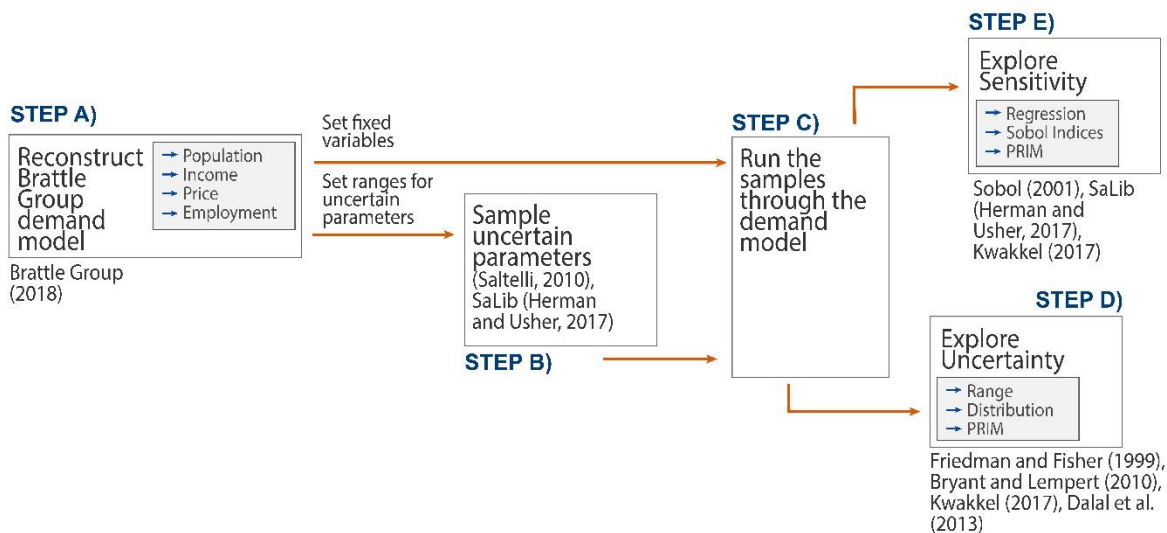 STEP A)
Reconstruct
Brattle
Group
demand
model
Population
Income
Price
Employment
Brattle Group
(2018)
Set fixed
variables
Set ranges for
uncertain
parameters
Sample
uncertain
parameters
(Saltelli, 2010),
SaLib (Herman
and Usher, 2017)
STEP B)
STEP C)
Run the
samples
through the
demand
model
STEP E)
Explore
Sensitivity
Regression
Sobol Indices
PRIM
Sobol (2001), SaLib
(Herman and
Usher, 2017),
Kwakkel (2017)
STEP D)
Explore
Uncertainty
Range
Distribution
PRIM
Friedman and Fisher (1999),
Bryant and Lempert (2010),
Kwakkel (2017), Dalal et al.
(2013)